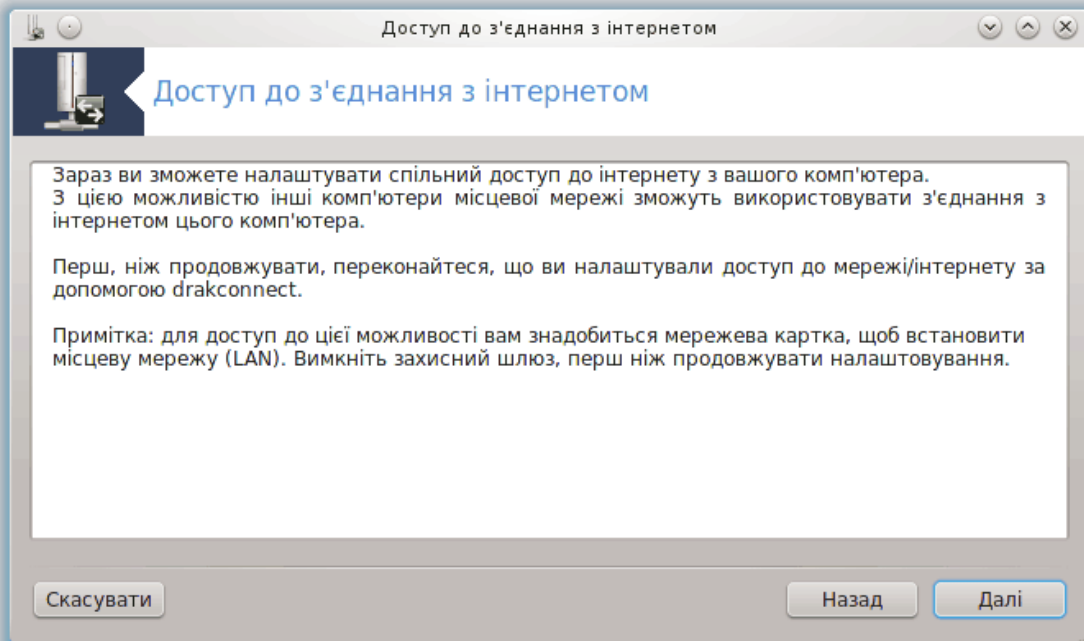 Доступ до з'єднання з інтернетом
Доступ до з'єднання з інтернетом
Зараз ви зможете налаштувати спільний доступ до інтернету з вашого комп'ютера.
З цією можливістю інші комп'ютери місцевої мережі зможуть використовувати з'єднання з
інтернетом цього комп'ютера.
Перш, ніж продовжувати, переконайтеся, що ви налаштували доступ до мережі/інтернету за
допомогою drakconnect.
Примітка: для доступ до цієї можливості вам знадобиться мережева картка, щоб встановити
місцеву мережу (LAN). Вимкніть захисний шлюз, перш ніж продовжувати налаштовування.
Скасувати
Назад
Далі